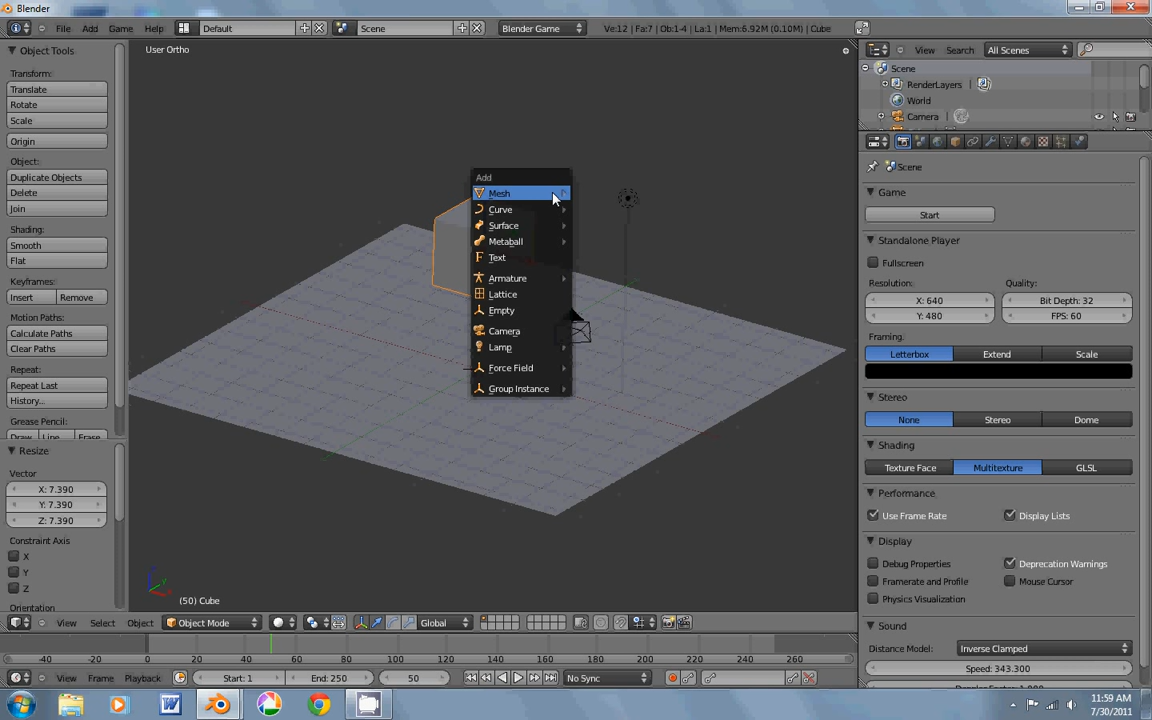 Blender
File Add Game Help Default Scene Blender Game Ve:12 | Fa:7 | Ob:1-4 | La:1 | Mem:6.92M (0.10M) | Cube
Object Tools
Transform:
Translate
Rotate
Scale
Origin
Object:
Duplicate Objects
Delete
Join
Shading:
Smooth
Flat
Keyframes:
Insert Remove
Motion Paths:
Calculate Paths
Clear Paths
Repeat:
Repeat Last
History...
Grease Pencil:
Draw Line Erase
Resize
Vector
X: 7.390
Y: 7.390
Z: 7.390
Constraint Axis
X
Y
Z
Orientation
User Ortho
Add
Mesh
Curve
Surface
Metaball
Text
Armature
Lattice
Empty
Camera
Lamp
Force Field
Group Instance
(50) Cube
View Select Object Object Mode Global
-40 -20 0 20 40 60 80 100 120 140 160 180 200 220 240 260
View Frame Playback Start: 1 End: 250 50 No Sync
View Search All Scenes
Scene
RenderLayers |
World
Camera |
Scene
Game
Start
Standalone Player
Fullscreen
Resolution: Quality:
X: 640 Bit Depth: 32
Y: 480 FPS: 60
Framing:
Letterbox Extend Scale
Stereo
None Stereo Dome
Shading
Texture Face Multitexture GLSL
Performance
Use Frame Rate Display Lists
Display
Debug Properties Deprecation Warnings
Framerate and Profile Mouse Cursor
Physics Visualization
Sound
Distance Model: Inverse Clamped
Speed: 343.300
11:59 AM
7/30/2011